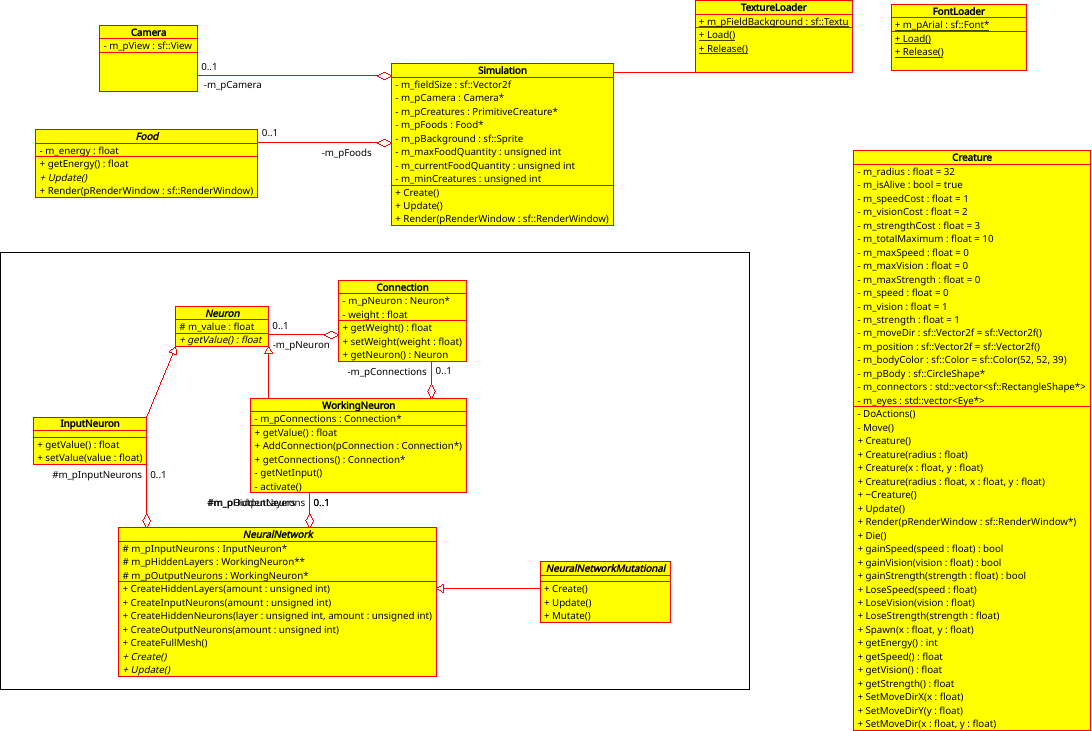 TextureLoader
+ m_pFieldBackground : sf::Textu
+ Load()
+ Release()
FontLoader
+ m_pArial : sf::Font*
+ Load()
+ Release()
Camera
- m_pView : sf::View
0..1
-m_pCamera
Simulation
- m_fieldSize : sf::Vector2f
- m_pCamera : Camera*
- m_pCreatures : PrimitiveCreature*
- m_pFoods : Food*
- m_pBackground : sf::Sprite
- m_maxFoodQuantity : unsigned int
- m_currentFoodQuantity : unsigned int
- m_minCreatures : unsigned int
+ Create()
+ Update()
+ Render(pRenderWindow : sf::RenderWindow)
Food
- m_energy : float
+ getEnergy() : float
+ Update()
+ Render(pRenderWindow : sf::RenderWindow)
0..1
-m_pFoods
Creature
- m_radius : float = 32
- m_isAlive : bool = true
- m_speedCost : float = 1
- m_visionCost : float = 2
- m_strengthCost : float = 3
- m_totalMaximum : float = 10
- m_maxSpeed : float = 0
- m_maxVision : float = 0
- m_maxStrength : float = 0
- m_speed : float = 0
- m_vision : float = 1
- m_strength : float = 1
- m_moveDir : sf::Vector2f = sf::Vector2f()
- m_position : sf::Vector2f = sf::Vector2f()
- m_bodyColor : sf::Color = sf::Color(52, 52, 39)
- m_pBody : sf::CircleShape*
- m_connectors : std::vector<sf::RectangleShape*>
- m_eyes : std::vector<Eye*>
- DoActions()
- Move()
+ Creature()
+ Creature(radius : float)
+ Creature(x : float, y : float)
+ Creature(radius : float, x : float, y : float)
+ ~Creature()
+ Update()
+ Render(pRenderWindow : sf::RenderWindow*)
+ Die()
+ gainSpeed(speed : float) : bool
+ gainVision(vision : float) : bool
+ gainStrength(strength : float) : bool
+ LoseSpeed(speed : float)
+ LoseVision(vision : float)
+ LoseStrength(strength : float)
+ Spawn(x : float, y : float)
+ getEnergy() : int
+ getSpeed() : float
+ getVision() : float
+ getStrength() : float
+ SetMoveDirX(x : float)
+ SetMoveDirY(y : float)
+ SetMoveDir(x : float, y : float)
Connection
- m_pNeuron : Neuron*
- weight : float
+ getWeight() : float
+ setWeight(weight : float)
+ getNeuron() : Neuron
Neuron
# m_value : float
+ getValue() : float
0..1
-m_pNeuron
-m_pConnections
0..1
WorkingNeuron
- m_pConnections : Connection*
+ getValue() : float
+ AddConnection(pConnection : Connection*)
+ getConnections() : Connection*
- getNetInput()
- activate()
InputNeuron
+ getValue() : float
+ setValue(value : float)
#m_pInputNeurons
0..1
0..1
NeuralNetwork
# m_pInputNeurons : InputNeuron*
# m_pHiddenLayers : WorkingNeuron**
# m_pOutputNeurons : WorkingNeuron*
+ CreateHiddenLayers(amount : unsigned int)
+ CreateInputNeurons(amount : unsigned int)
+ CreateHiddenNeurons(layer : unsigned int, amount : unsigned int)
+ CreateOutputNeurons(amount : unsigned int)
+ CreateFullMesh()
+ Create()
+ Update()
NeuralNetworkMutational
+ Create()
+ Update()
+ Mutate()